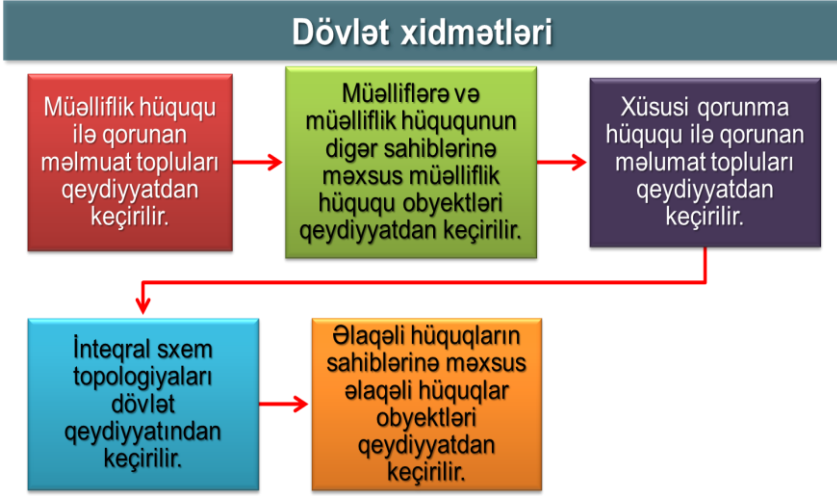 Dövlət xidmətləri
Müəlliflik hüququ
ilə qorunan
məlmuat topluları
qeydiyyatdan
keçirilir.
Müəlliflərə və
müəlliflik hüququnun
digər sahiblərinə
məxsus müəlliflik
hüququ obyektləri
qeydiyyatdan keçirilir.
Xüsusi qorunma
hüququ ilə qorunan
məlumat topluları
qeydiyyatdan
keçirilir.
İnteqral sxem
topologiyaları
dövlət
qeydiyyatından
keçirilir.
Əlaqəli hüquqların
sahiblərinə məxsus
əlaqəli hüquqlar
obyektləri
qeydiyyatdan
keçirilir.